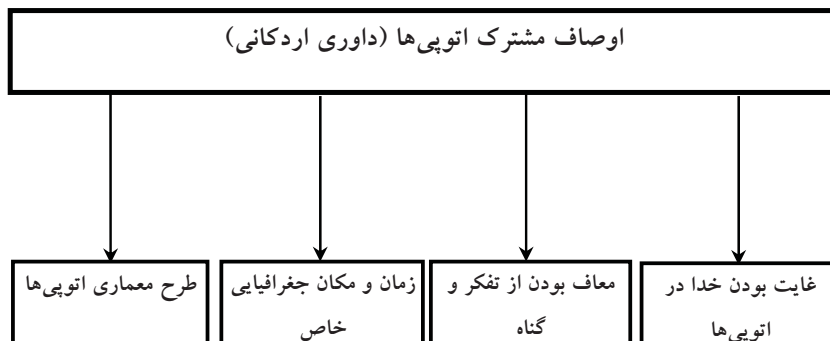 اوصاف مشترک اتوپی‌ها (داوری اردکانی)
غایت بودن خدا در
اتوپی‌ها
معاف بودن از تفکر و
گناه
زمان و مکان جغرافیایی
خاص
طرح معماری اتوپی‌ها